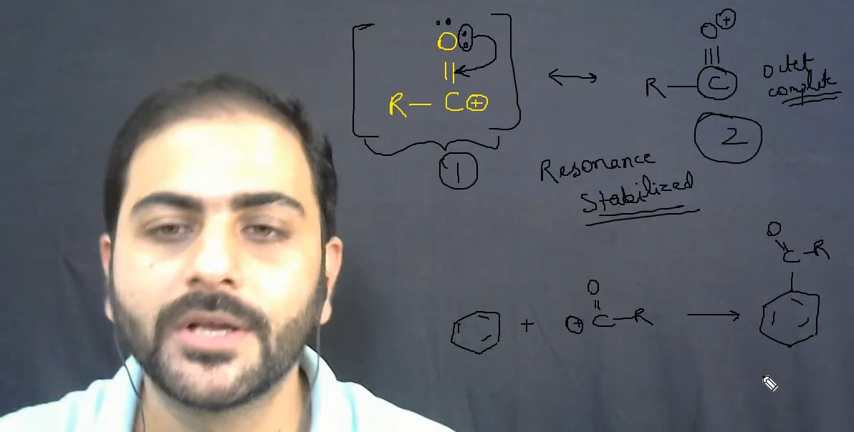 O
R — C ⊕
1
O ⊕
R — C
Octet
complete
2
Resonance
Stabilized
O
C — R
+ O
⊕ C — R